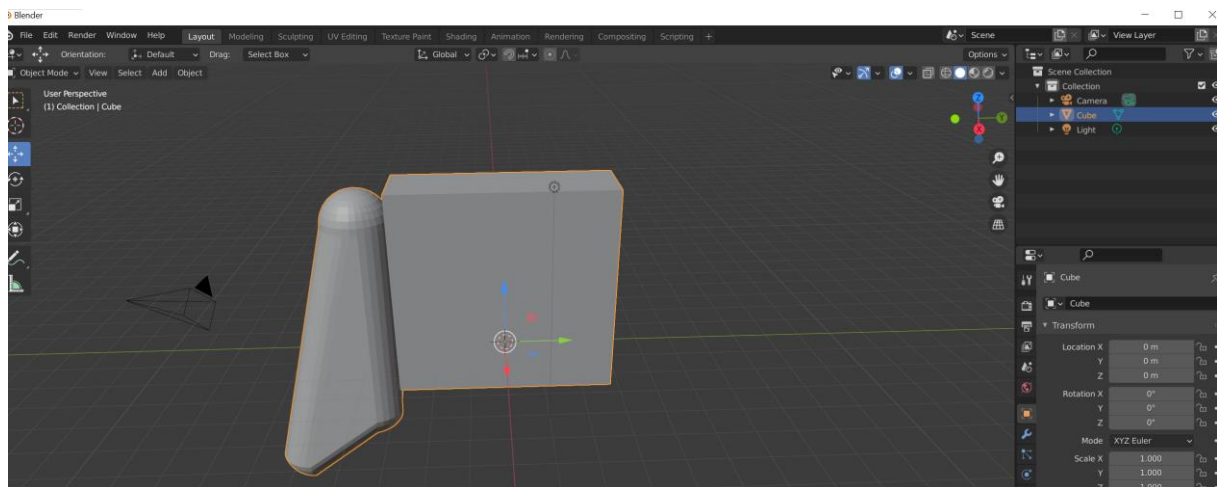 Blender
File Edit Render Window Help Layout Modeling Sculpting UV Editing Texture Paint Shading Animation Rendering Compositing Scripting + Scene View Layer
Orientation: Default Drag: Select Box Global Options
Object Mode View Select Add Object
User Perspective
(1) Collection | Cube
Z
Y
X
Scene Collection
Collection
Camera
Cube
Light
Cube
Cube
Transform
Location X 0 m
Y 0 m
Z 0 m
Rotation X 0°
Y 0°
Z 0°
Mode XYZ Euler
Scale X 1.000
Y 1.000
Z 1.000